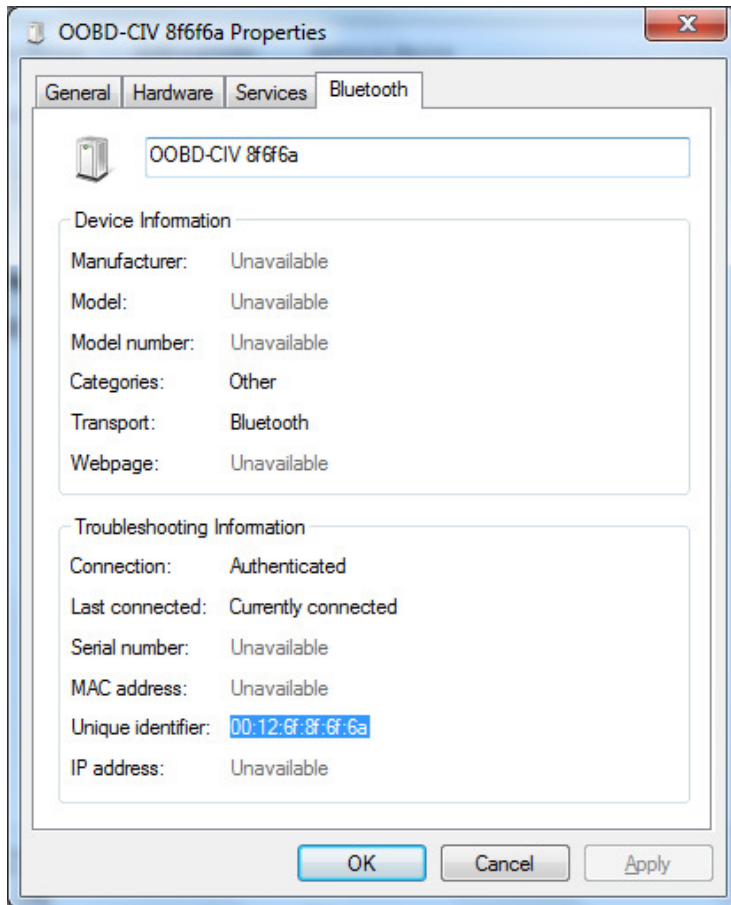 OOBD-CIV 8f6f6a Properties
General Hardware Services Bluetooth
OOBD-CIV 8f6f6a
Device Information
Manufacturer: Unavailable
Model: Unavailable
Model number: Unavailable
Categories: Other
Transport: Bluetooth
Webpage: Unavailable
Troubleshooting Information
Connection: Authenticated
Last connected: Currently connected
Serial number: Unavailable
MAC address: Unavailable
Unique identifier: 00:12:6f:8f:6f:6a
IP address: Unavailable
OK Cancel Apply